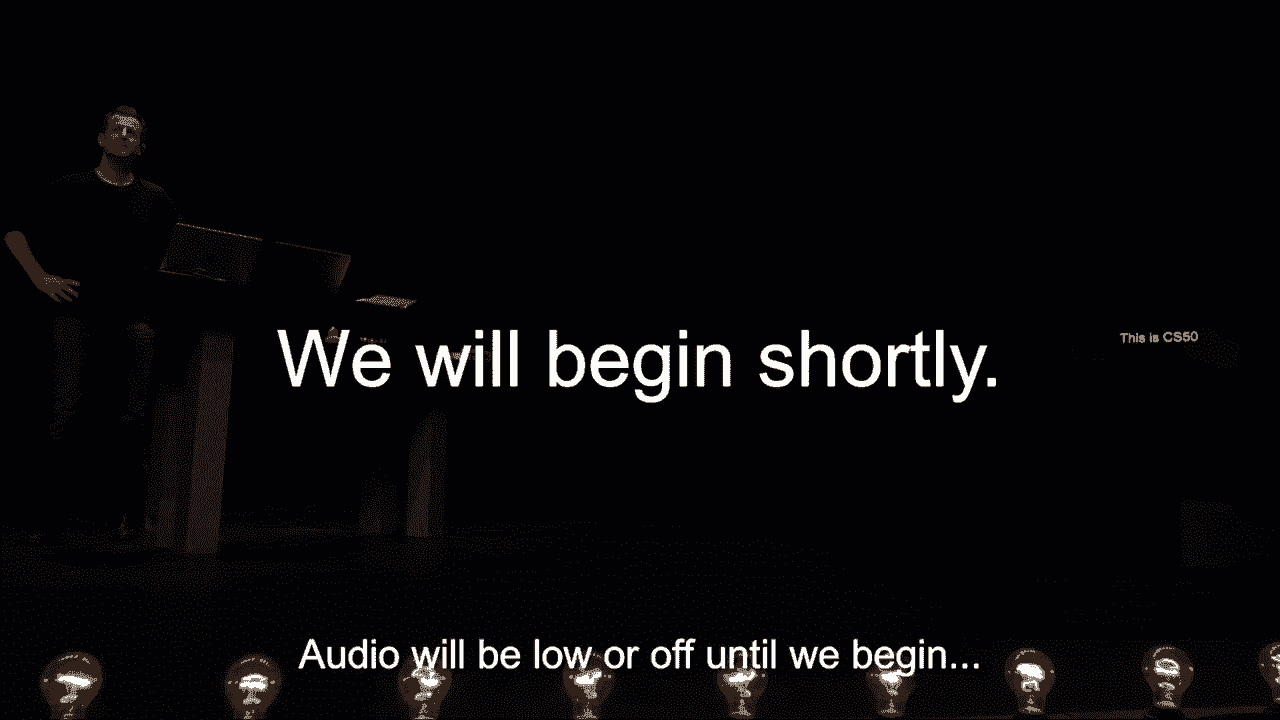 This is CS50
We will begin shortly.
Audio will be low or off until we begin...